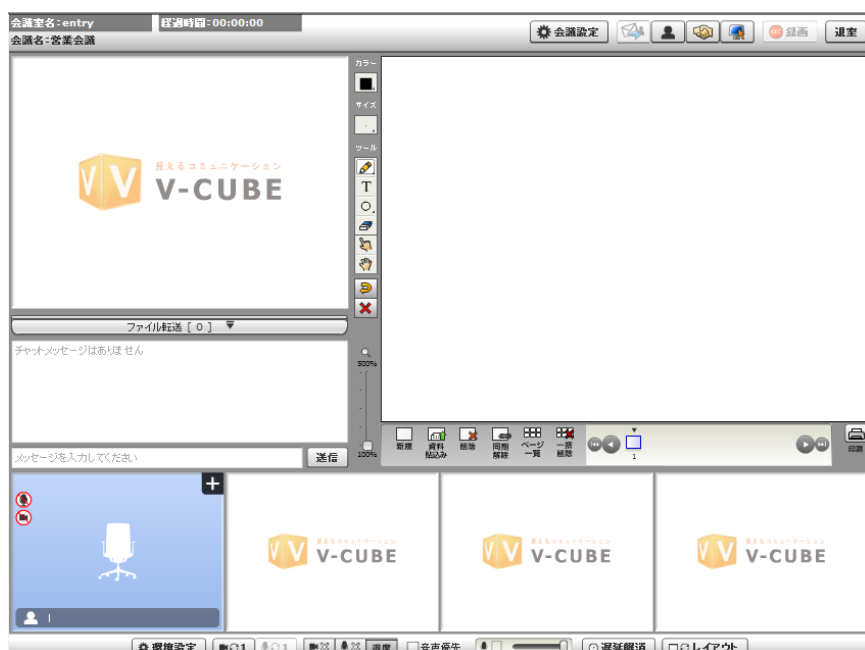 会議室名:entry
経過時間:00:00:00
会議名:営業会議
会議設定
録画
退室
カラー
サイズ
ツール
T
見えるコミュニケーション
V-CUBE
ファイル転送 [ 0 ] ▼
チャットメッセージはありません
500%
100%
メッセージを入力してください
送信
新規
資料
貼込み
削除
同期
解除
ページ
一覧
一括
削除
1
印刷
見えるコミュニケーション
V-CUBE
見えるコミュニケーション
V-CUBE
見えるコミュニケーション
V-CUBE
環境設定
1
1
速度
音声優先
遅延解消
レイアウト